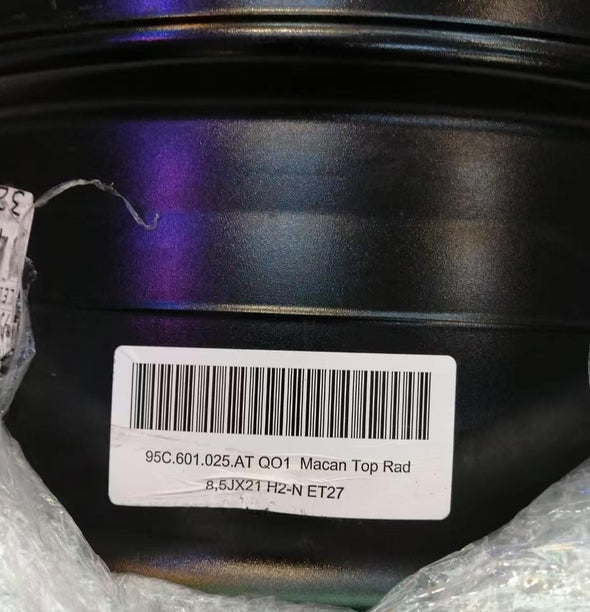 95C.601.025.AT QO1 Macan Top Rad
8,5JX21 H2-N ET27